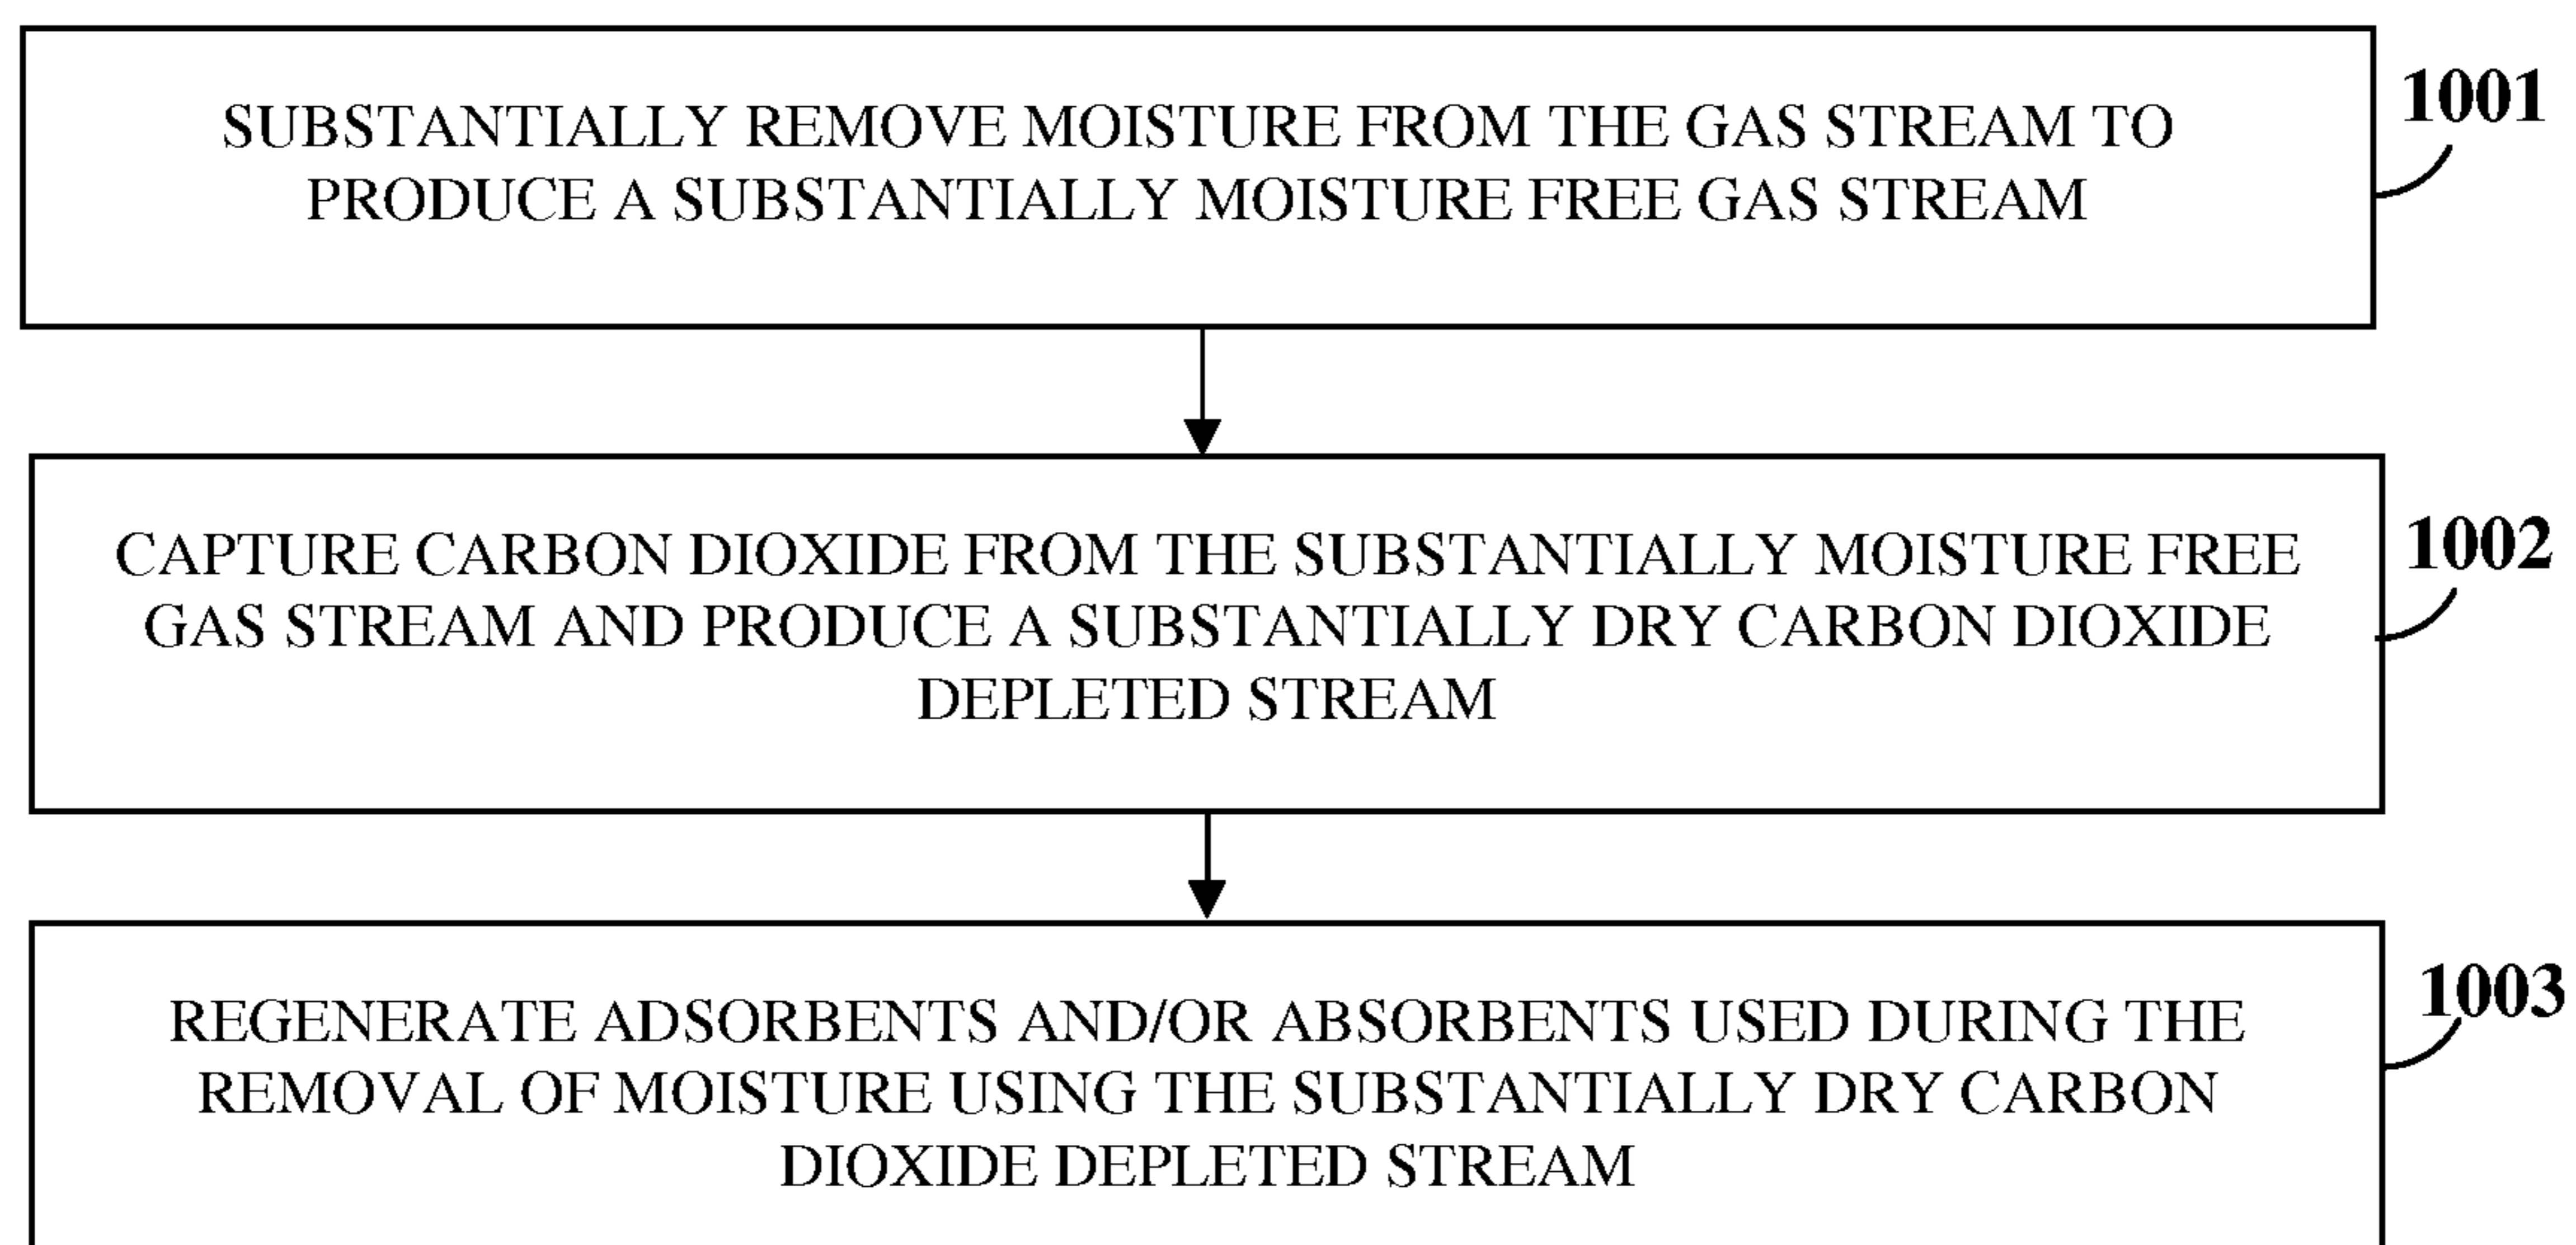 SUBSTANTIALLY REMOVE MOISTURE FROM THE GAS STREAM TO
PRODUCE A SUBSTANTIALLY MOISTURE FREE GAS STREAM
1001
CAPTURE CARBON DIOXIDE FROM THE SUBSTANTIALLY MOISTURE FREE
GAS STREAM AND PRODUCE A SUBSTANTIALLY DRY CARBON DIOXIDE
DEPLETED STREAM
1002
REGENERATE ADSORBENTS AND/OR ABSORBENTS USED DURING THE
REMOVAL OF MOISTURE USING THE SUBSTANTIALLY DRY CARBON
DIOXIDE DEPLETED STREAM
1003